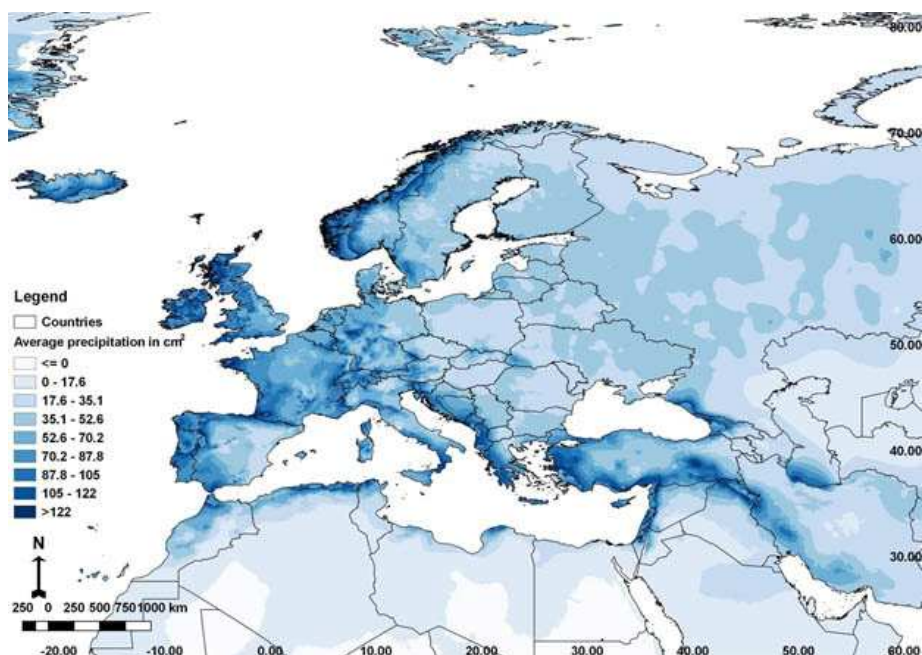 80.00
70.00
60.00
50.00
40.00
30.00
Legend
Countries
Average precipitation in cm²
<= 0
0 - 17.6
17.6 - 35.1
35.1 - 52.6
52.6 - 70.2
70.2 - 87.8
87.8 - 105
105 - 122
>122
N
250 0 250 500 750 1000 km
-20.00 -10.00 0.00 10.00 20.00 30.00 40.00 50.00 60.00